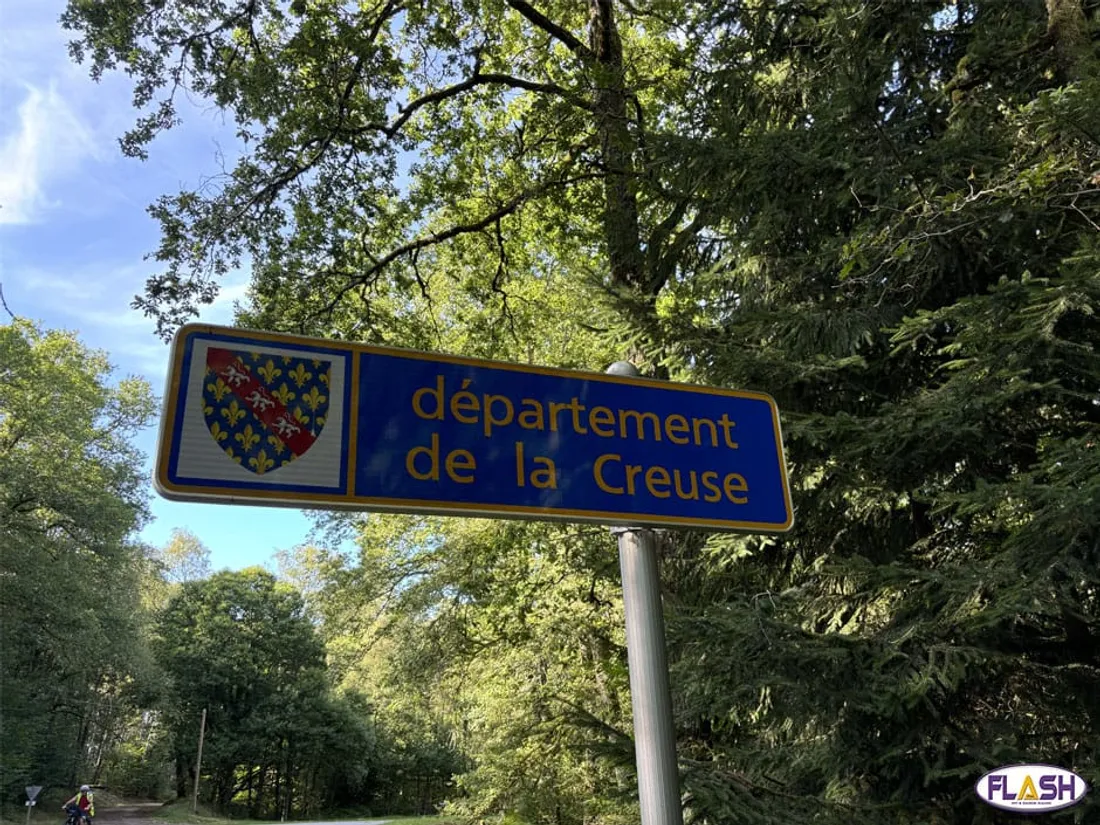 département
de la Creuse
FLASH